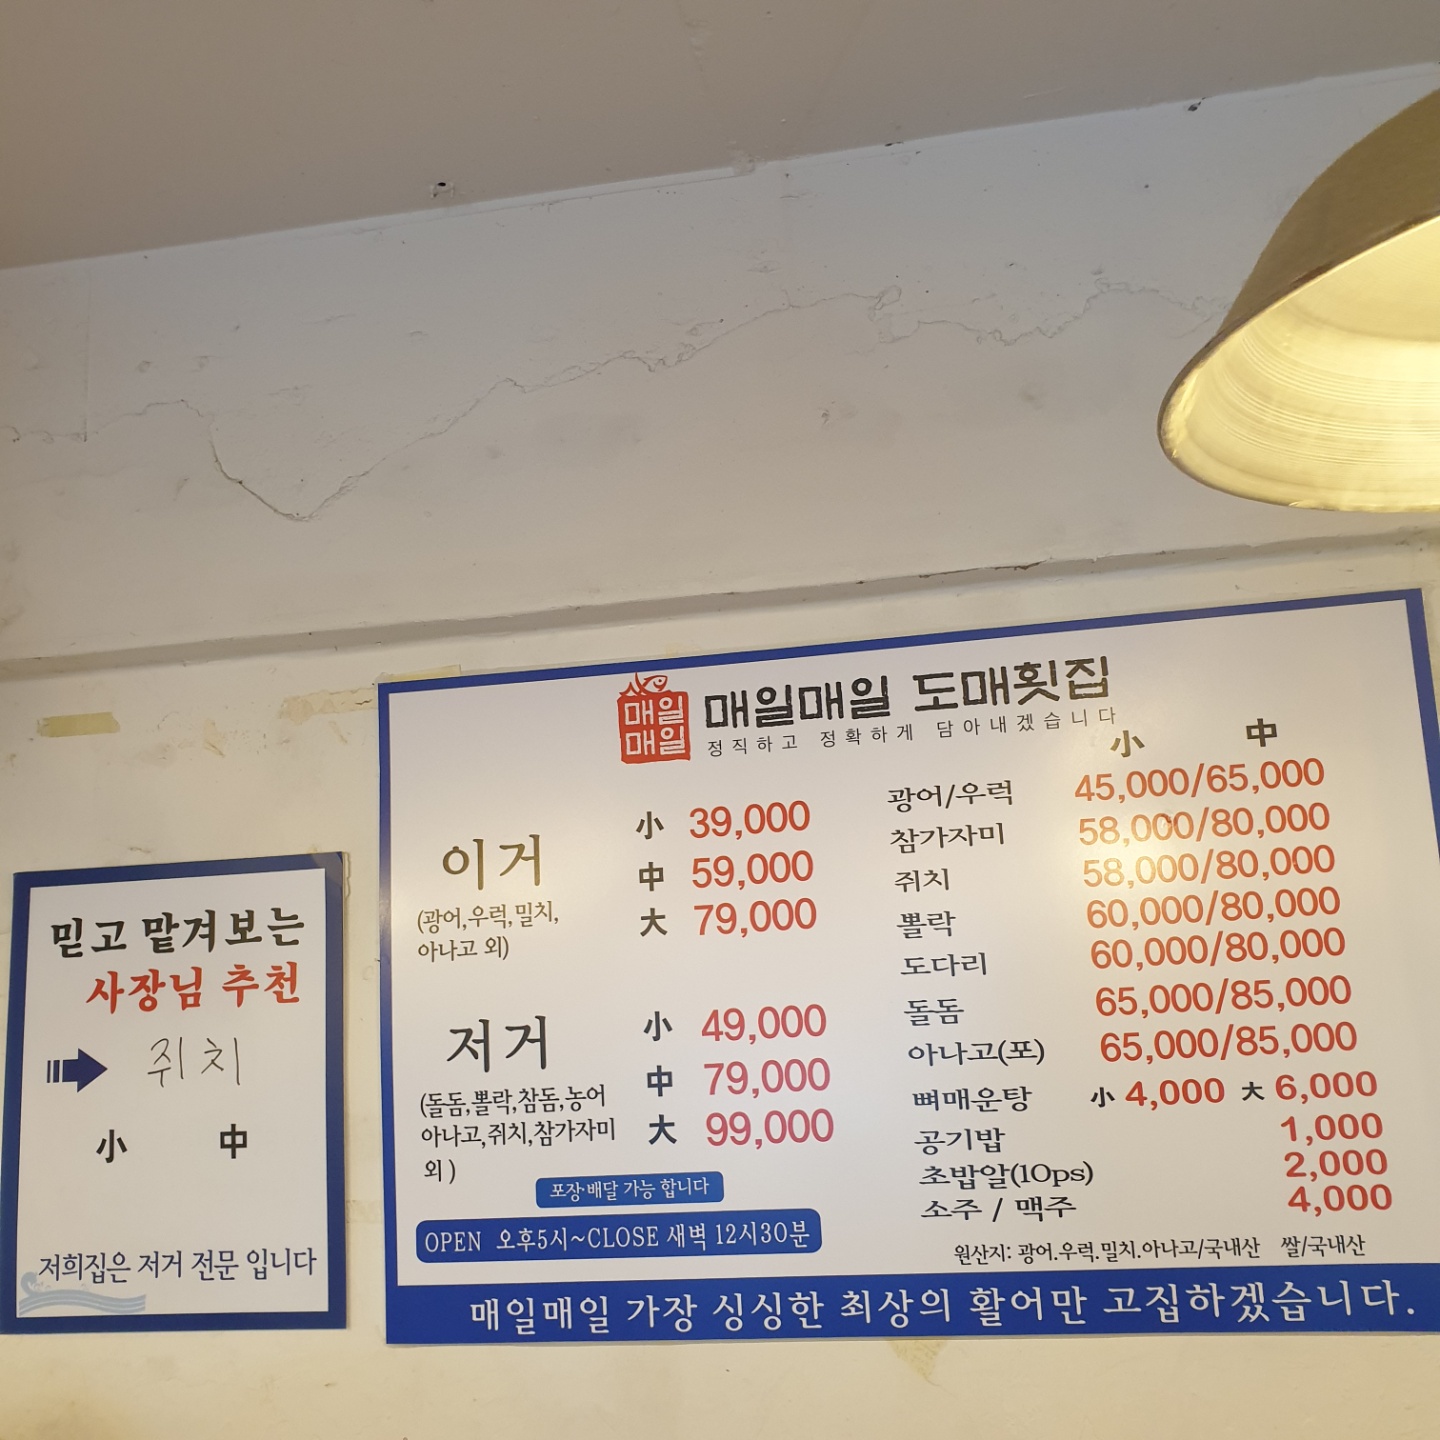 믿고 맡겨보는
사장님 추천
쥐치
小 中
저희집은 저거 전문 입니다
매일
매일
매일매일 도매횟집
정직하고 정확하게 담아내겠습니다
이거
(광어,우럭,밀치,
아나고 외)
小 39,000
中 59,000
大 79,000
저거
(돌돔,뽈락,참돔,농어
아나고,쥐치,참가자미
외)
小 49,000
中 79,000
大 99,000
포장·배달 가능 합니다
OPEN 오후5시~CLOSE 새벽 12시30분
小 中
광어/우럭 45,000/65,000
참가자미 58,000/80,000
쥐치 58,000/80,000
뽈락 60,000/80,000
도다리 60,000/80,000
돌돔 65,000/85,000
아나고(포) 65,000/85,000
뼈매운탕 小 4,000 大 6,000
공기밥 1,000
초밥알(10ps) 2,000
소주 / 맥주 4,000
원산지: 광어.우럭.밀치.아나고/국내산 쌀/국내산
매일매일 가장 싱싱한 최상의 활어만 고집하겠습니다.